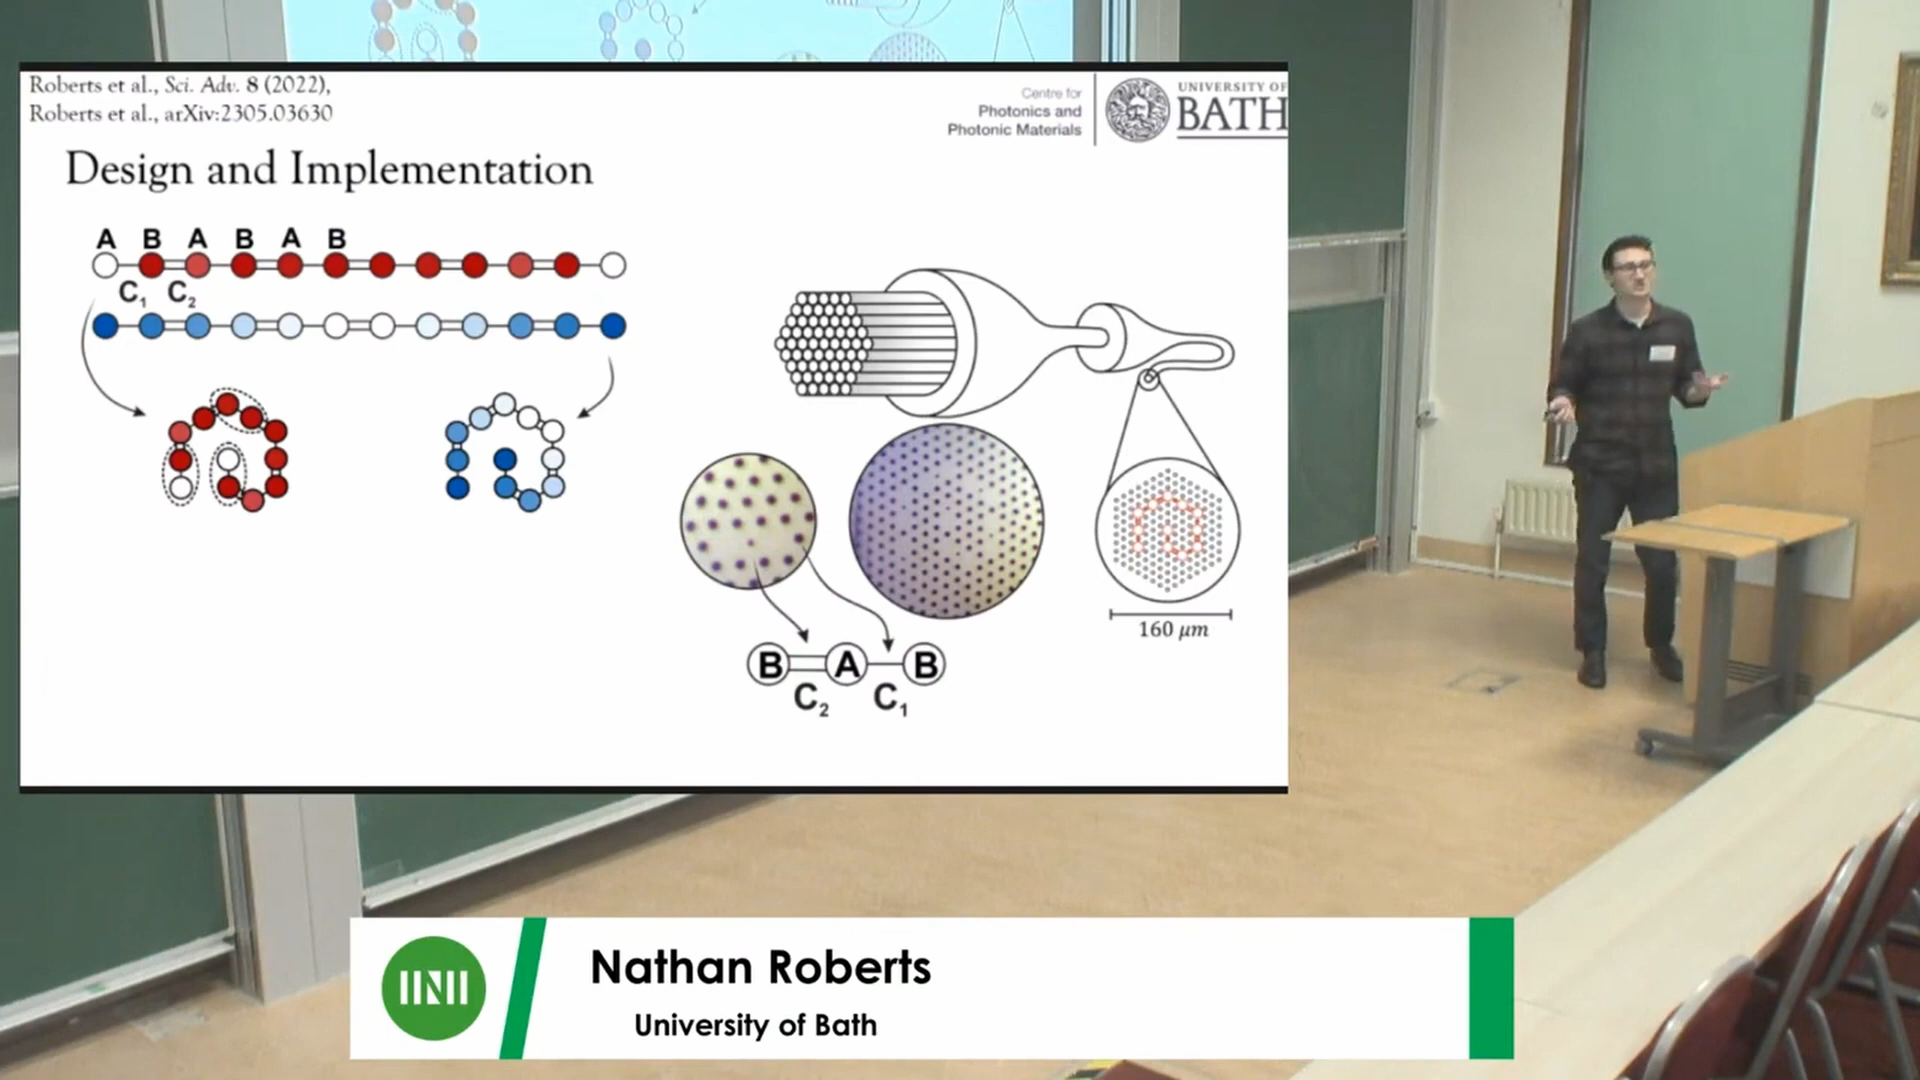 Roberts et al., Sci. Adv. 8 (2022),
Roberts et al., arXiv:2305.03630
Centre for
Photonics and
Photonic Materials
UNIVERSITY OF
BATH
Design and Implementation
A B A B A B
C₁ C₂
B A B
C₂ C₁
160 μm
Nathan Roberts
University of Bath